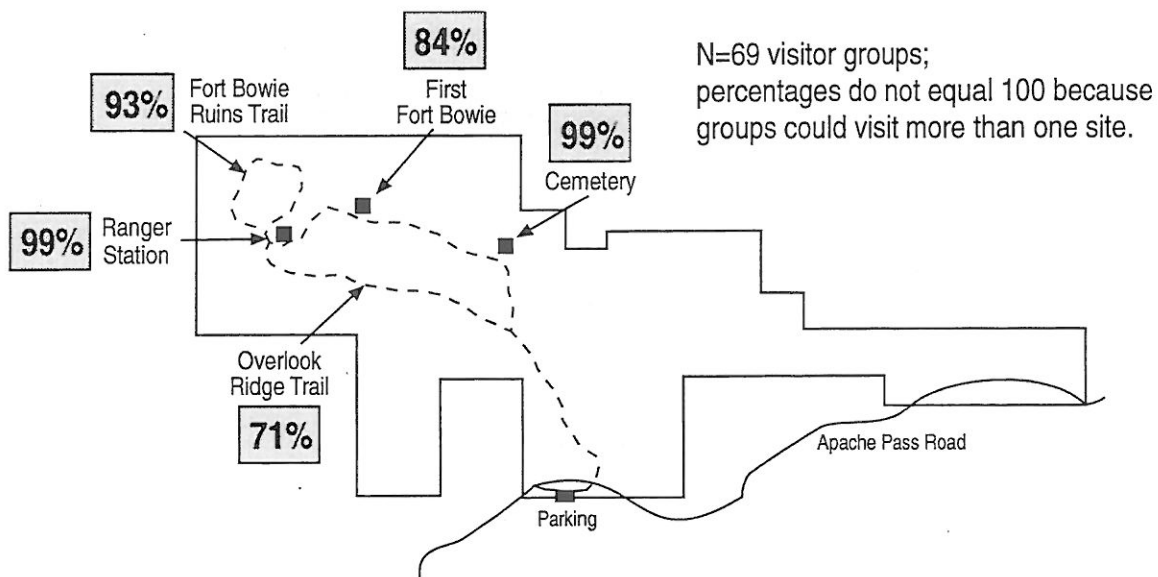 84%
First
Fort Bowie
N=69 visitor groups;
percentages do not equal 100 because
groups could visit more than one site.
93%
Fort Bowie
Ruins Trail
99%
Cemetery
99%
Ranger
Station
Overlook
Ridge Trail
71%
Apache Pass Road
Parking